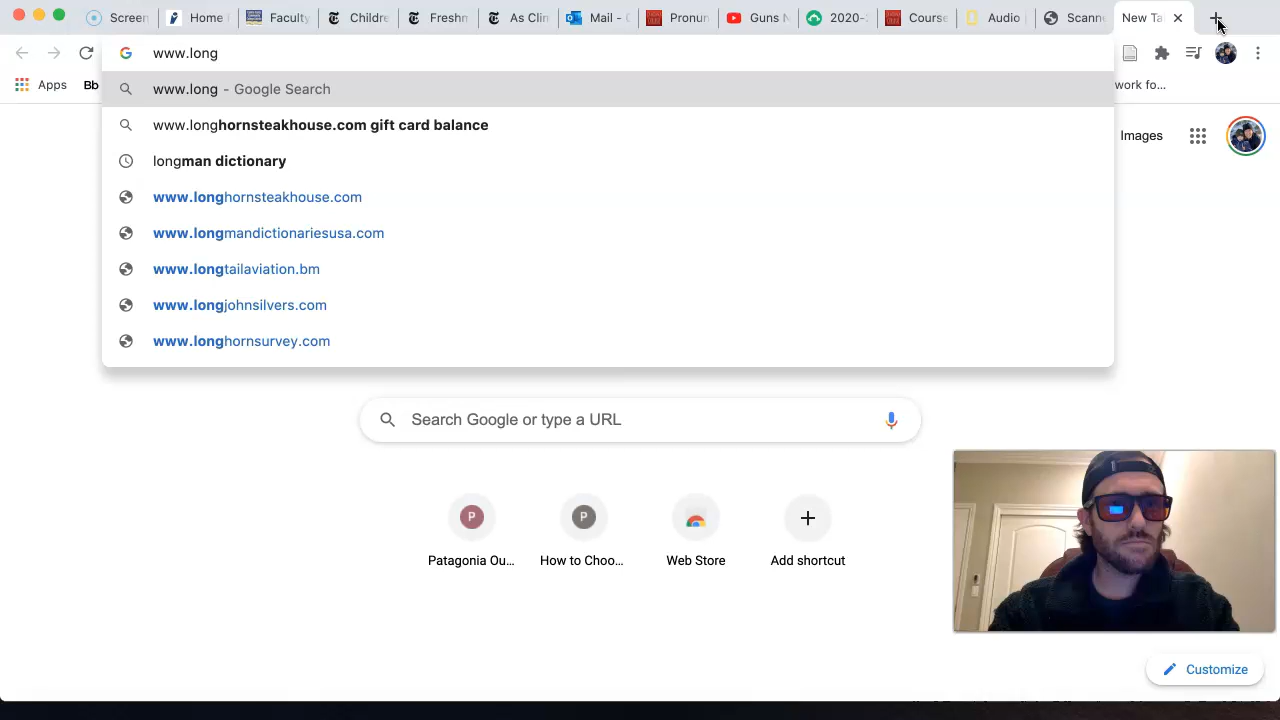 Screen
Home
Faculty
Childre
Freshm
As Clin
Mail - C
Pronun
Guns N
2020-
Course
Audio
Scanne
New Ta
www.long
Apps
Bb
work fo...
www.long - Google Search
www.longhornsteakhouse.com gift card balance
longman dictionary
www.longhornsteakhouse.com
www.longmandictionariesusa.com
www.longtailaviation.bm
www.longjohnsilvers.com
www.longhornsurvey.com
Images
Search Google or type a URL
P
P
Patagonia Ou...
How to Choo...
Web Store
Add shortcut
Customize